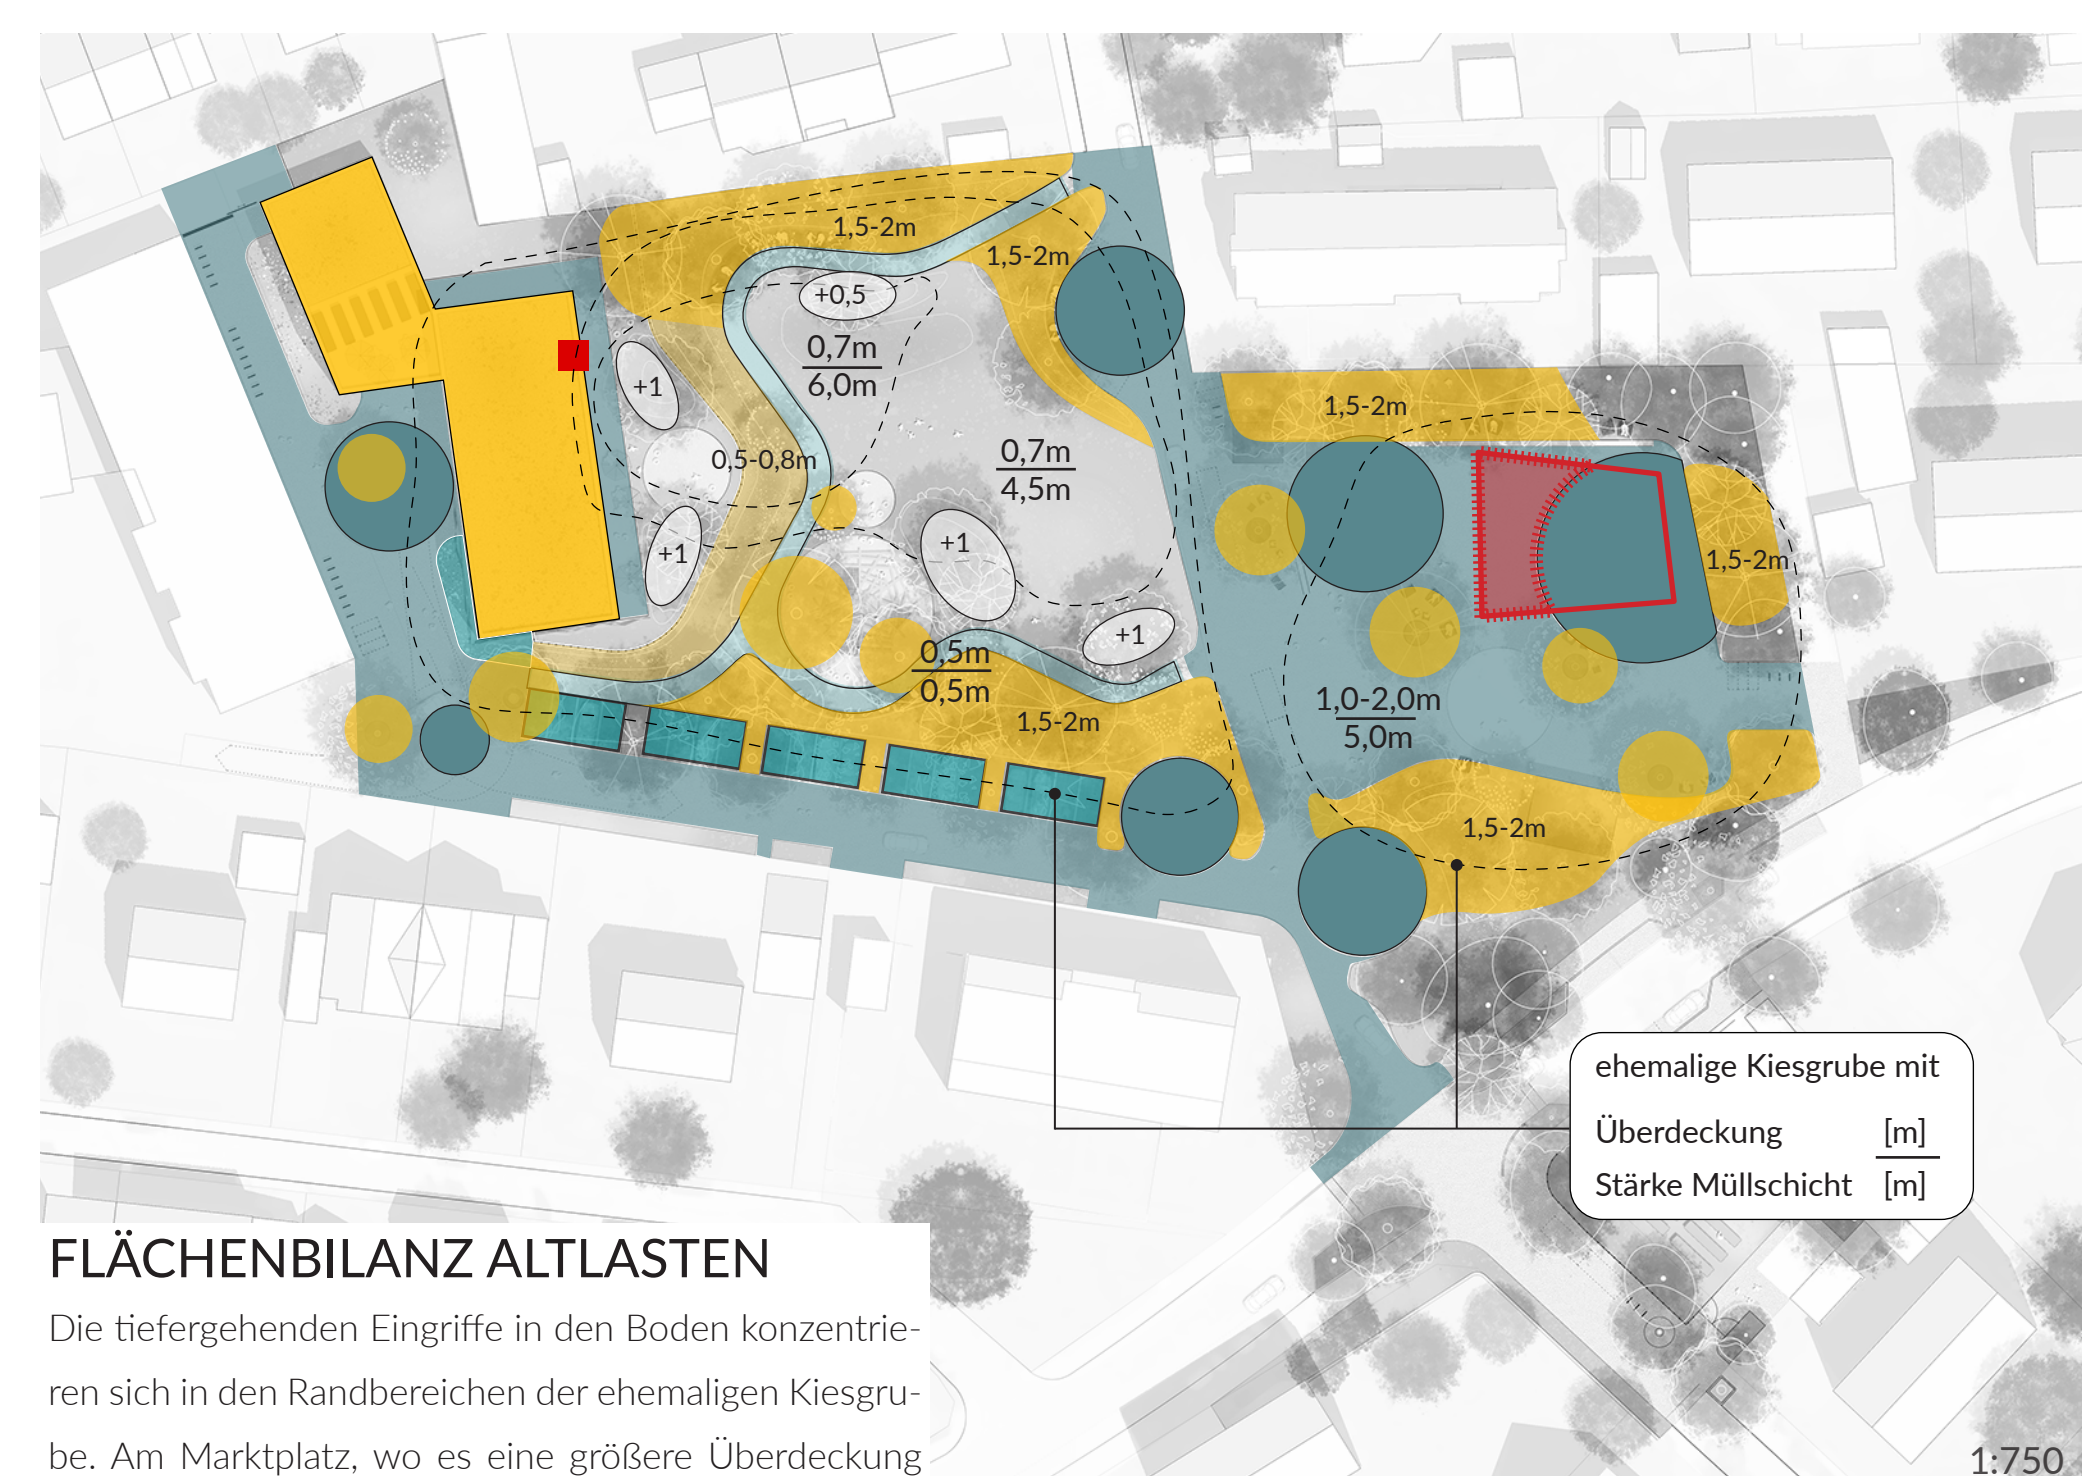 1,5-2m
1,5-2m
+0,5
0,7m
6,0m
+1
1,5-2m
0,5-0,8m
0,7m
4,5m
+1
+1
1,5-2m
+1
0,5m
0,5m
1,5-2m
1,0-2,0m
5,0m
1,5-2m
ehemalige Kiesgrube mit
Überdeckung [m]
Stärke Müllschicht [m]
FLÄCHENBILANZ ALTLASTEN
Die tiefergehenden Eingriffe in den Boden konzentrie-
ren sich in den Randbereichen der ehemaligen Kiesgru-
be. Am Marktplatz, wo es eine größere Überdeckung
1:750